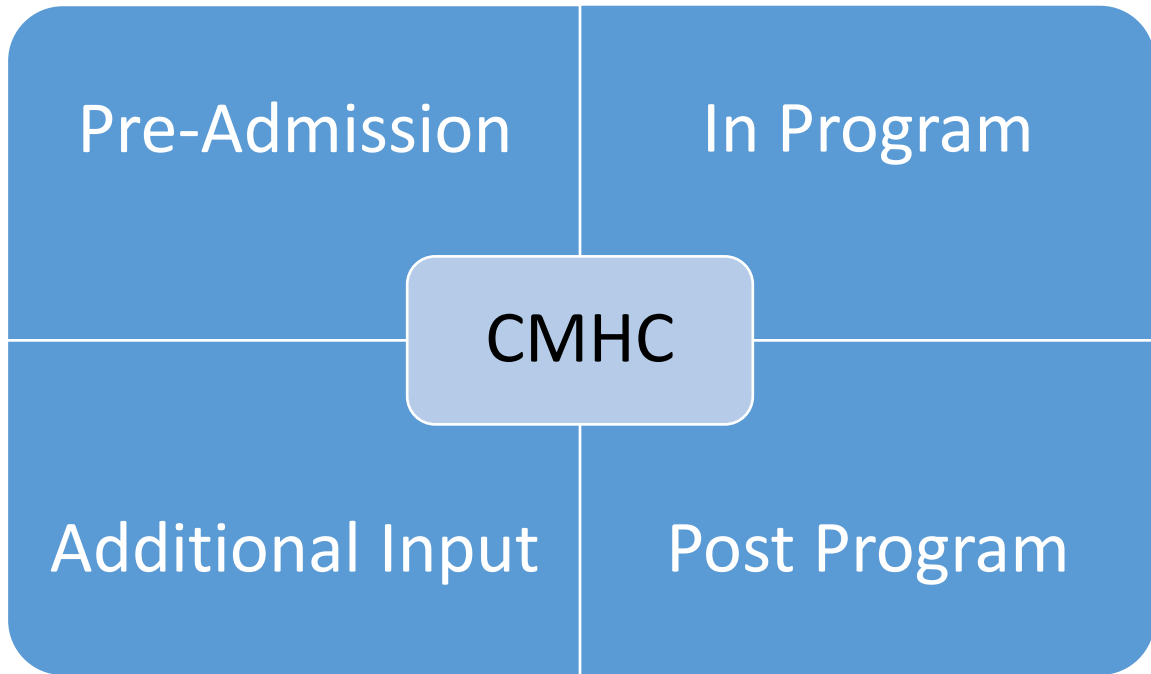 Pre-Admission
In Program
CMHC
Additional Input
Post Program